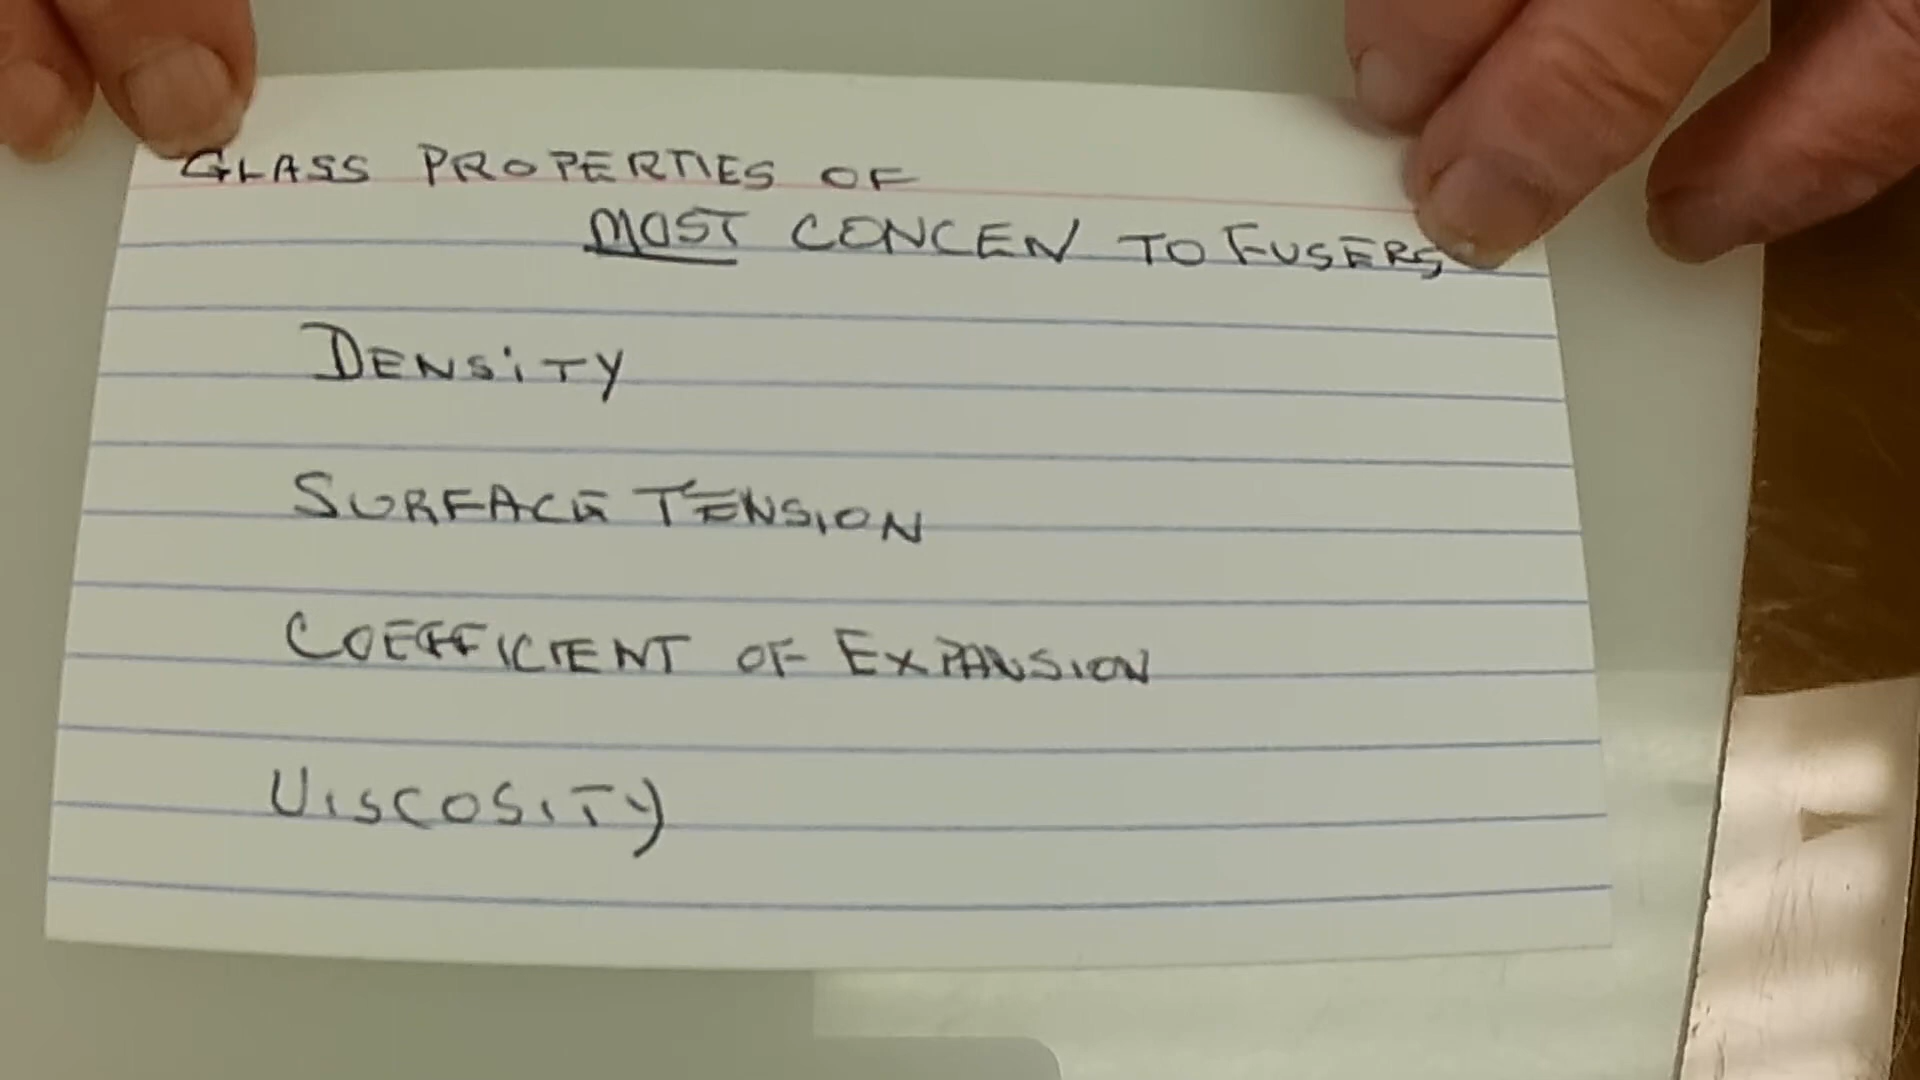 GLASS PROPERTIES OF
MOST CONCEN TO FUSERS
DENSITY
SURFACE TENSION
COEFFICIENT OF EXPANSION
VISCOSITY